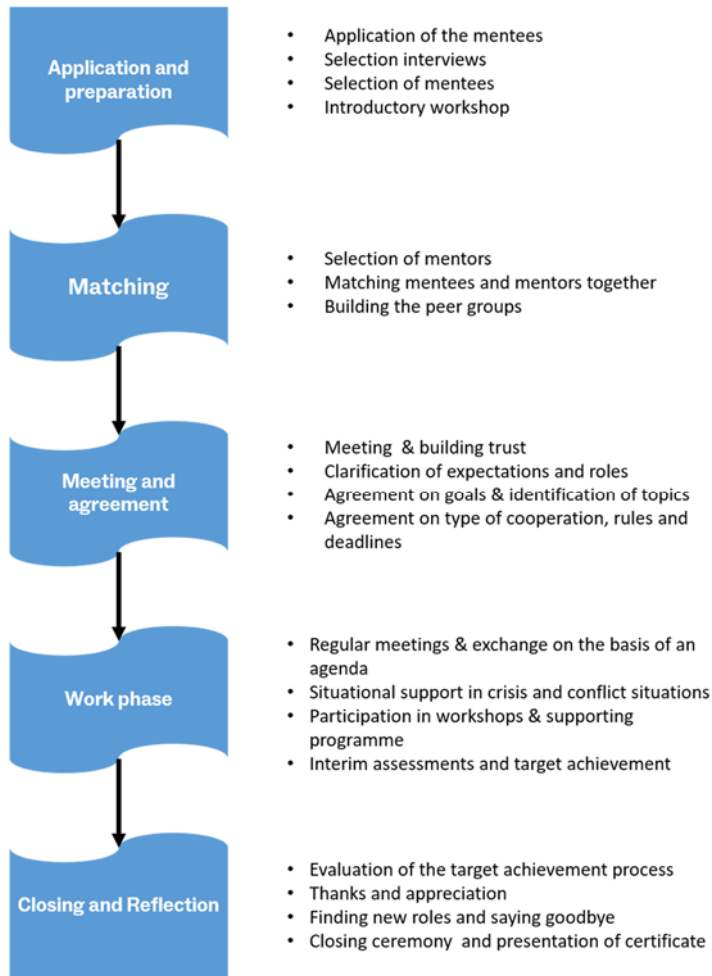 Application and
preparation
• Application of the mentees
• Selection interviews
• Selection of mentees
• Introductory workshop
Matching
• Selection of mentors
• Matching mentees and mentors together
• Building the peer groups
Meeting and
agreement
• Meeting & building trust
• Clarification of expectations and roles
• Agreement on goals & identification of topics
• Agreement on type of cooperation, rules and
deadlines
Work phase
• Regular meetings & exchange on the basis of an
agenda
• Situational support in crisis and conflict situations
• Participation in workshops & supporting
programme
• Interim assessments and target achievement
Closing and Reflection
• Evaluation of the target achievement process
• Thanks and appreciation
• Finding new roles and saying goodbye
• Closing ceremony and presentation of certificate